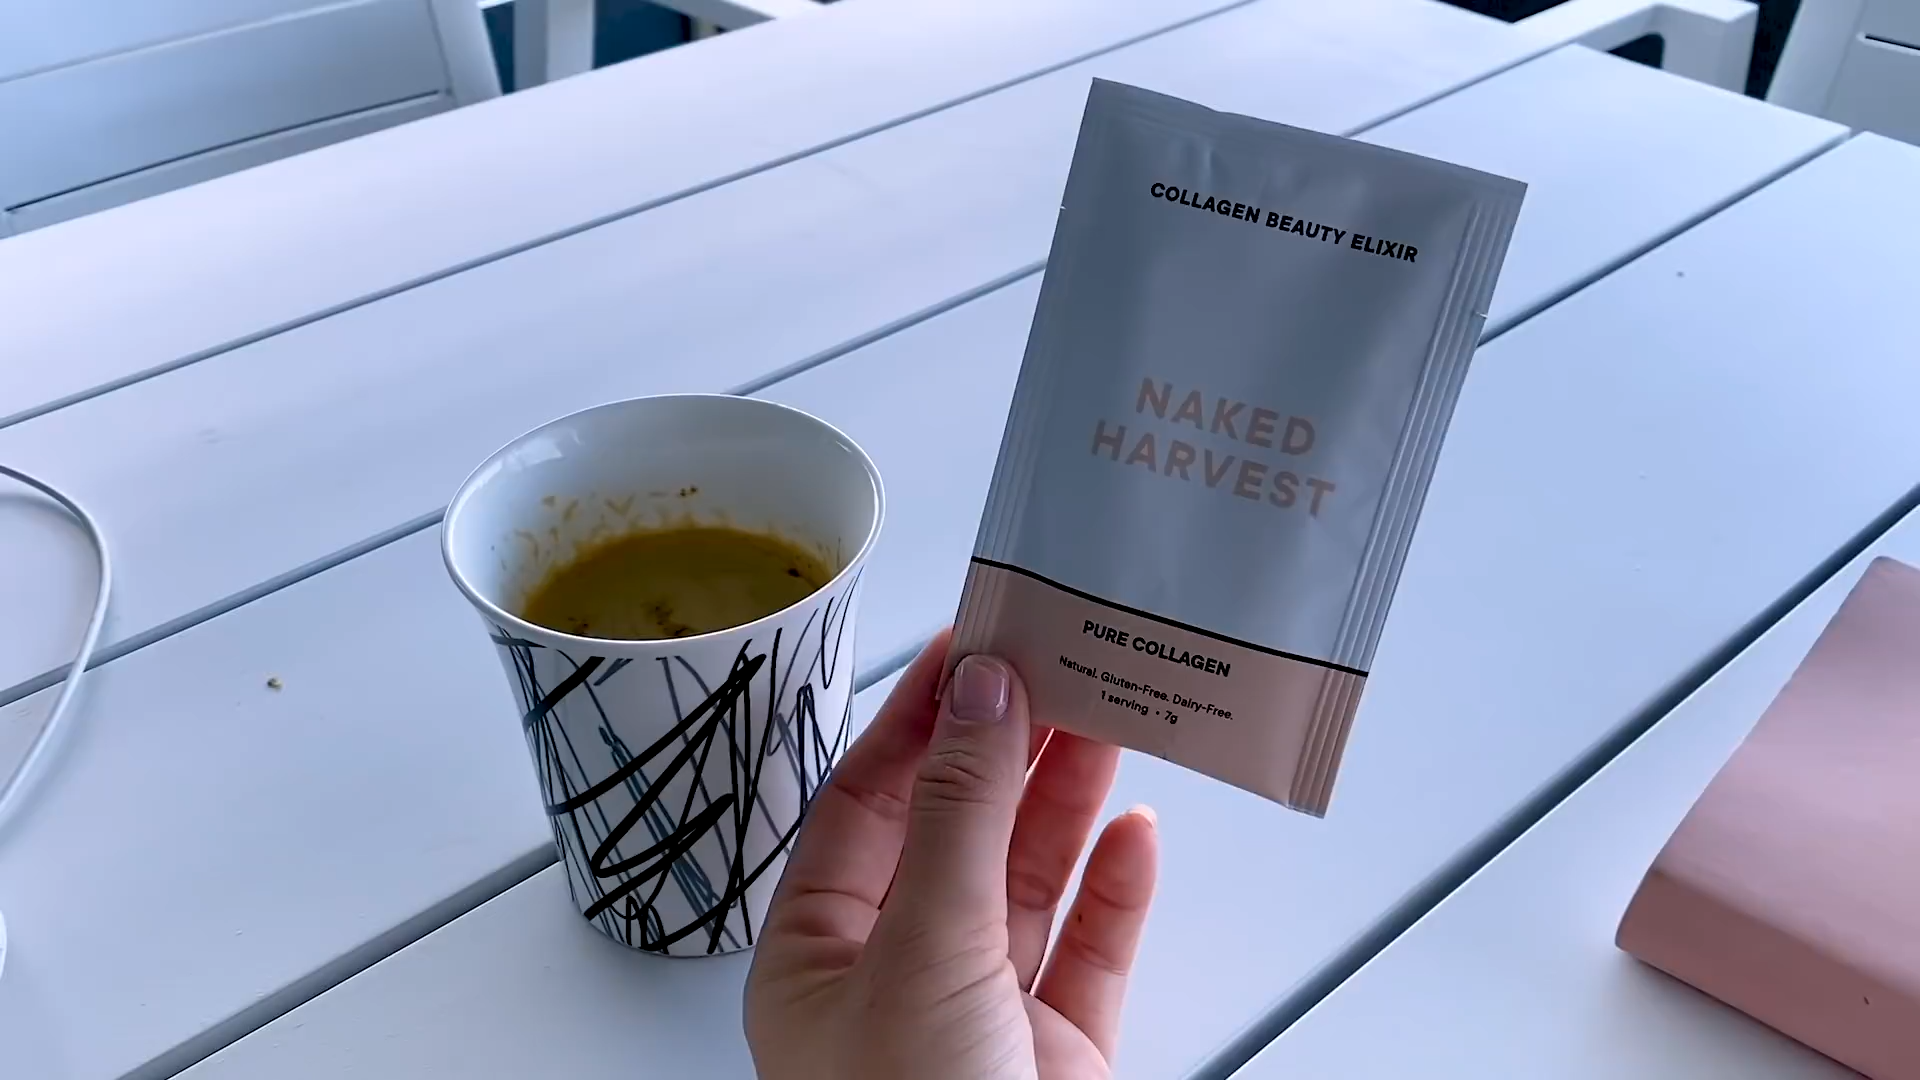 COLLAGEN BEAUTY ELIXIR
NAKED
HARVEST
PURE COLLAGEN
Natural. Gluten-Free. Dairy-Free.
1 serving • 7g